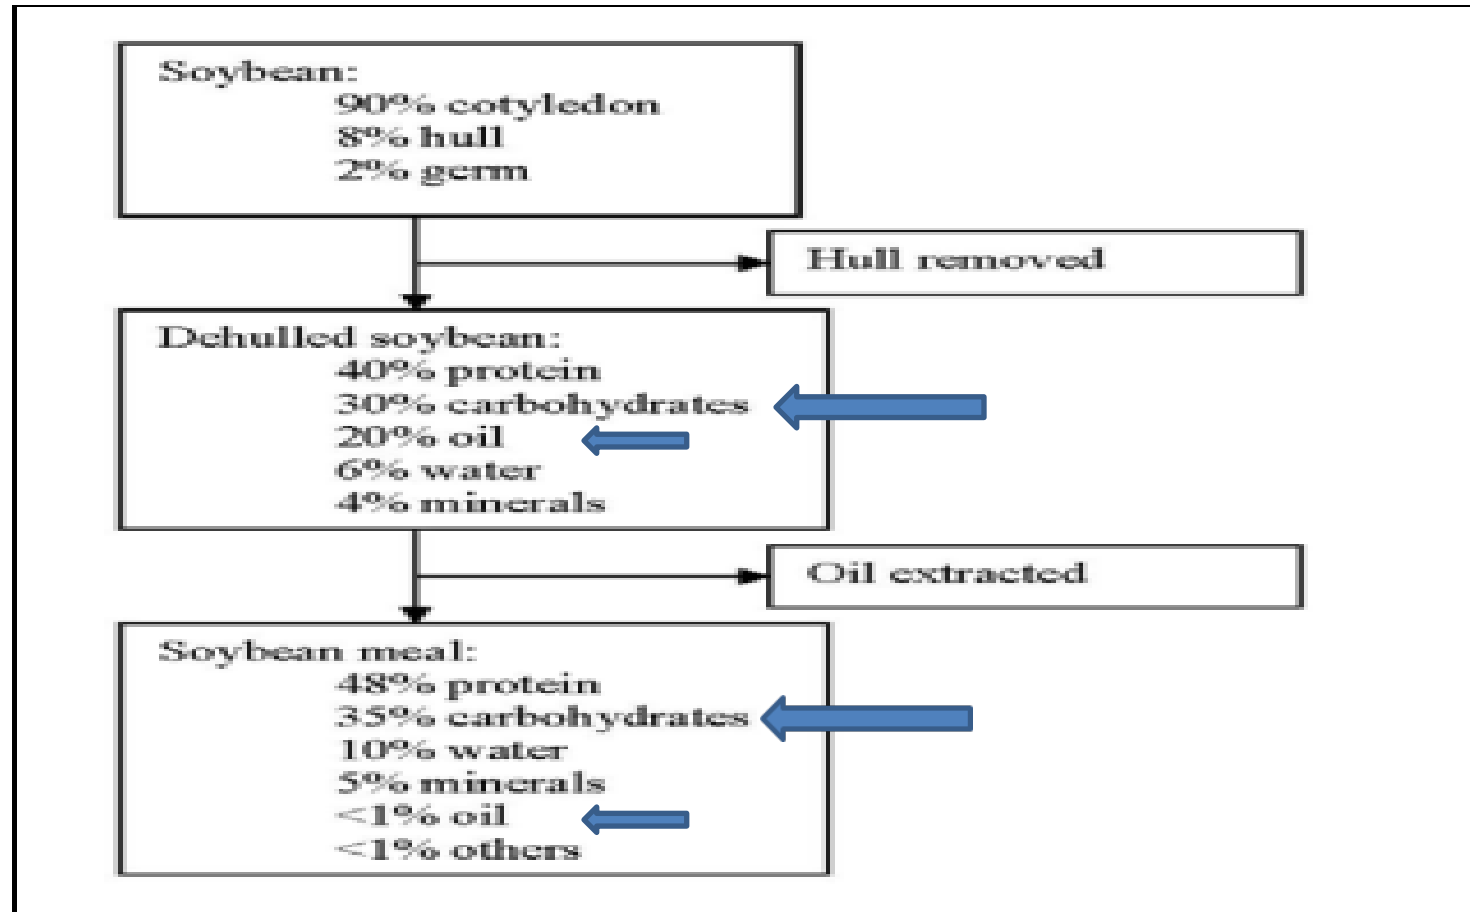 Soybean:
90% cotyledon
8% hull
2% germ
Hull removed
Dehulled soybean:
40% protein
30% carbohydrates
20% oil
6% water
4% minerals
Oil extracted
Soybean meal:
48% protein
35% carbohydrates
10% water
5% minerals
<1% oil
<1% others